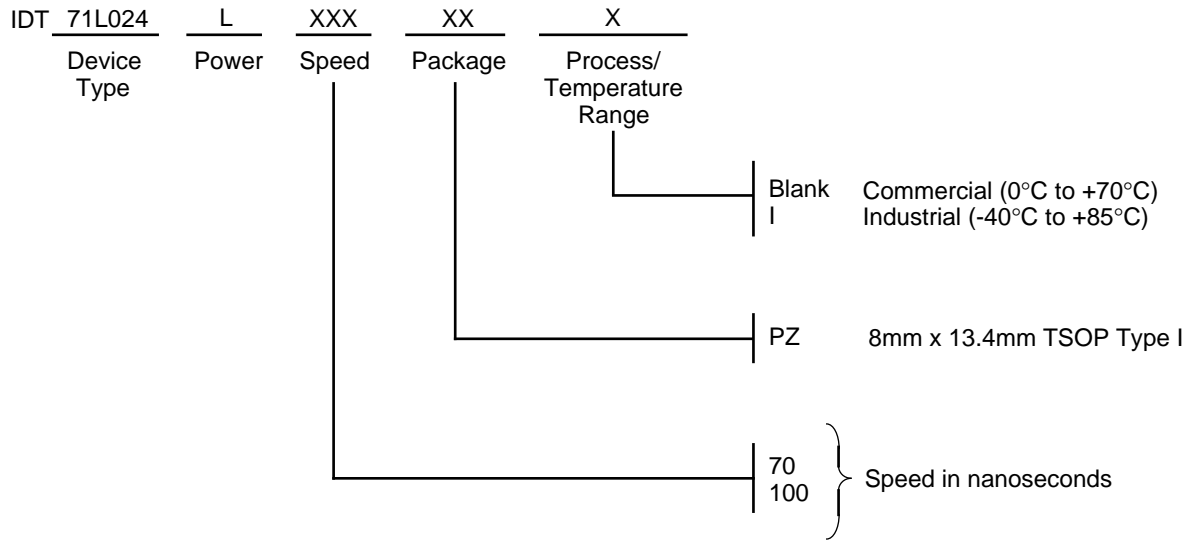 IDT 71L024 L XXX XX X
Device Type
Power
Speed
Package
Process/
Temperature
Range
Blank Commercial (0°C to +70°C)
I Industrial (-40°C to +85°C)
PZ 8mm x 13.4mm TSOP Type I
70
100
Speed in nanoseconds